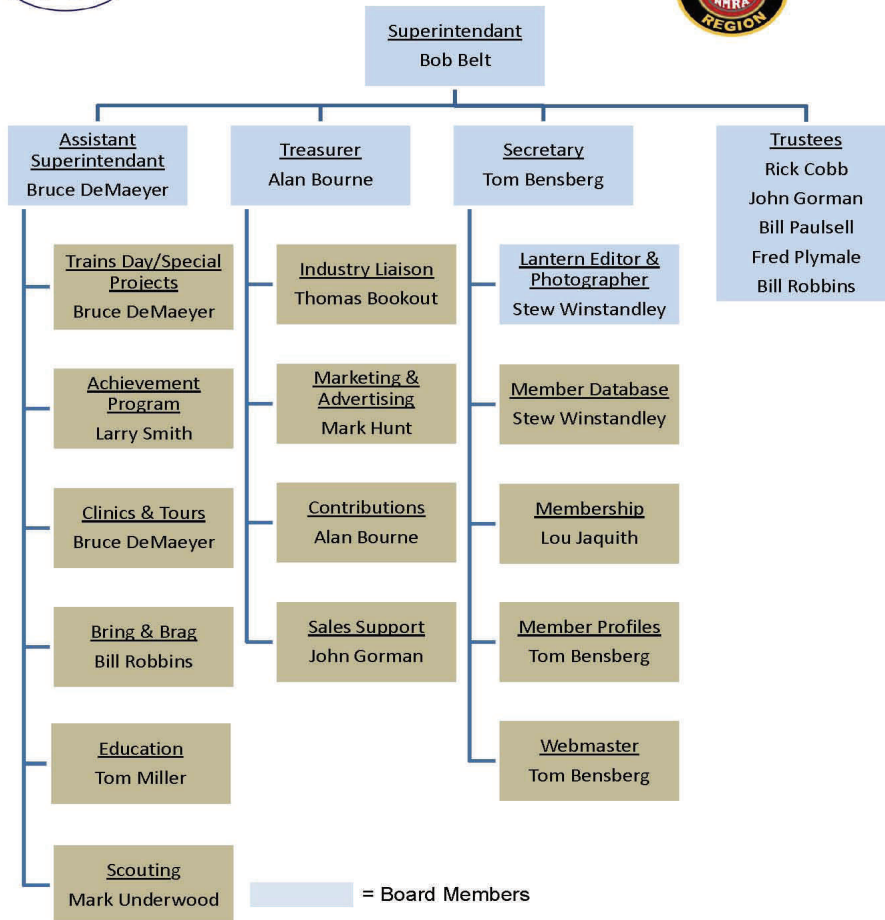 NMRA
REGION
Superintendant
Bob Belt
Assistant
Superintendant
Bruce DeMaeyer
Treasurer
Alan Bourne
Secretary
Tom Bensberg
Trustees
Rick Cobb
John Gorman
Bill Paulsell
Fred Plymale
Bill Robbins
Trains Day/Special
Projects
Bruce DeMaeyer
Achievement
Program
Larry Smith
Clinics & Tours
Bruce DeMaeyer
Bring & Brag
Bill Robbins
Education
Tom Miller
Scouting
Mark Underwood
Industry Liaison
Thomas Bookout
Marketing &
Advertising
Mark Hunt
Contributions
Alan Bourne
Sales Support
John Gorman
Lantern Editor &
Photographer
Stew Winstandley
Member Database
Stew Winstandley
Membership
Lou Jaquith
Member Profiles
Tom Bensberg
Webmaster
Tom Bensberg
= Board Members